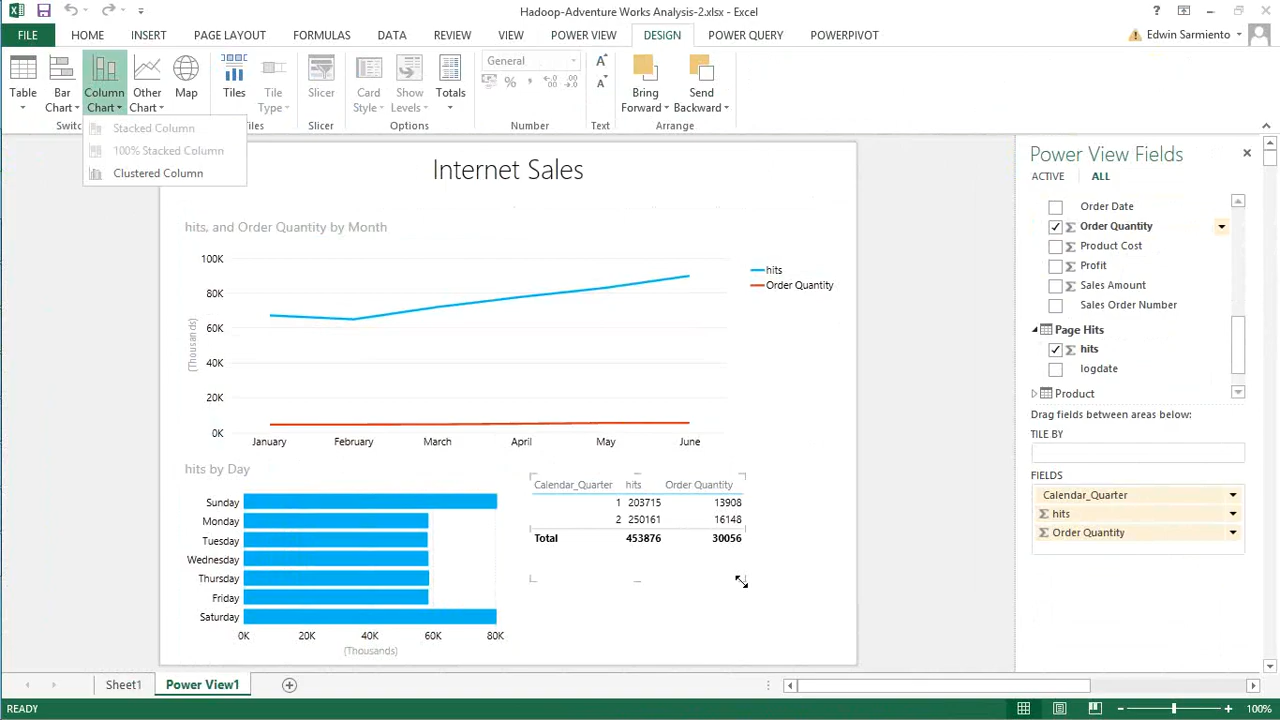 Hadoop-Adventure Works Analysis-2.xlsx - Excel
FILE HOME INSERT PAGE LAYOUT FORMULAS DATA REVIEW VIEW POWER VIEW DESIGN POWER QUERY POWERPIVOT Edwin Sarmiento
Table
Bar Chart
Column Chart
Other Chart
Map
Tiles
Tile Type
Slicer
Card Style
Show Levels
Totals
General
Bring Forward
Send Backward
Switc
Tiles
Slicer
Options
Number
Text
Arrange
Stacked Column
100% Stacked Column
Clustered Column
Internet Sales
hits, and Order Quantity by Month
100K
80K
60K
40K
20K
0K
(Thousands)
January February March April May June
hits
Order Quantity
hits by Day
Sunday
Monday
Tuesday
Wednesday
Thursday
Friday
Saturday
0K 20K 40K 60K 80K
(Thousands)
Calendar_Quarter hits Order Quantity
1 203715 13908
2 250161 16148
Total 453876 30056
Power View Fields
ACTIVE ALL
Order Date
Σ Order Quantity
Σ Product Cost
Σ Profit
Σ Sales Amount
Sales Order Number
Page Hits
Σ hits
logdate
Product
Drag fields between areas below:
TILE BY
FIELDS
Calendar_Quarter
Σ hits
Σ Order Quantity
Sheet1 Power View1
READY 100%